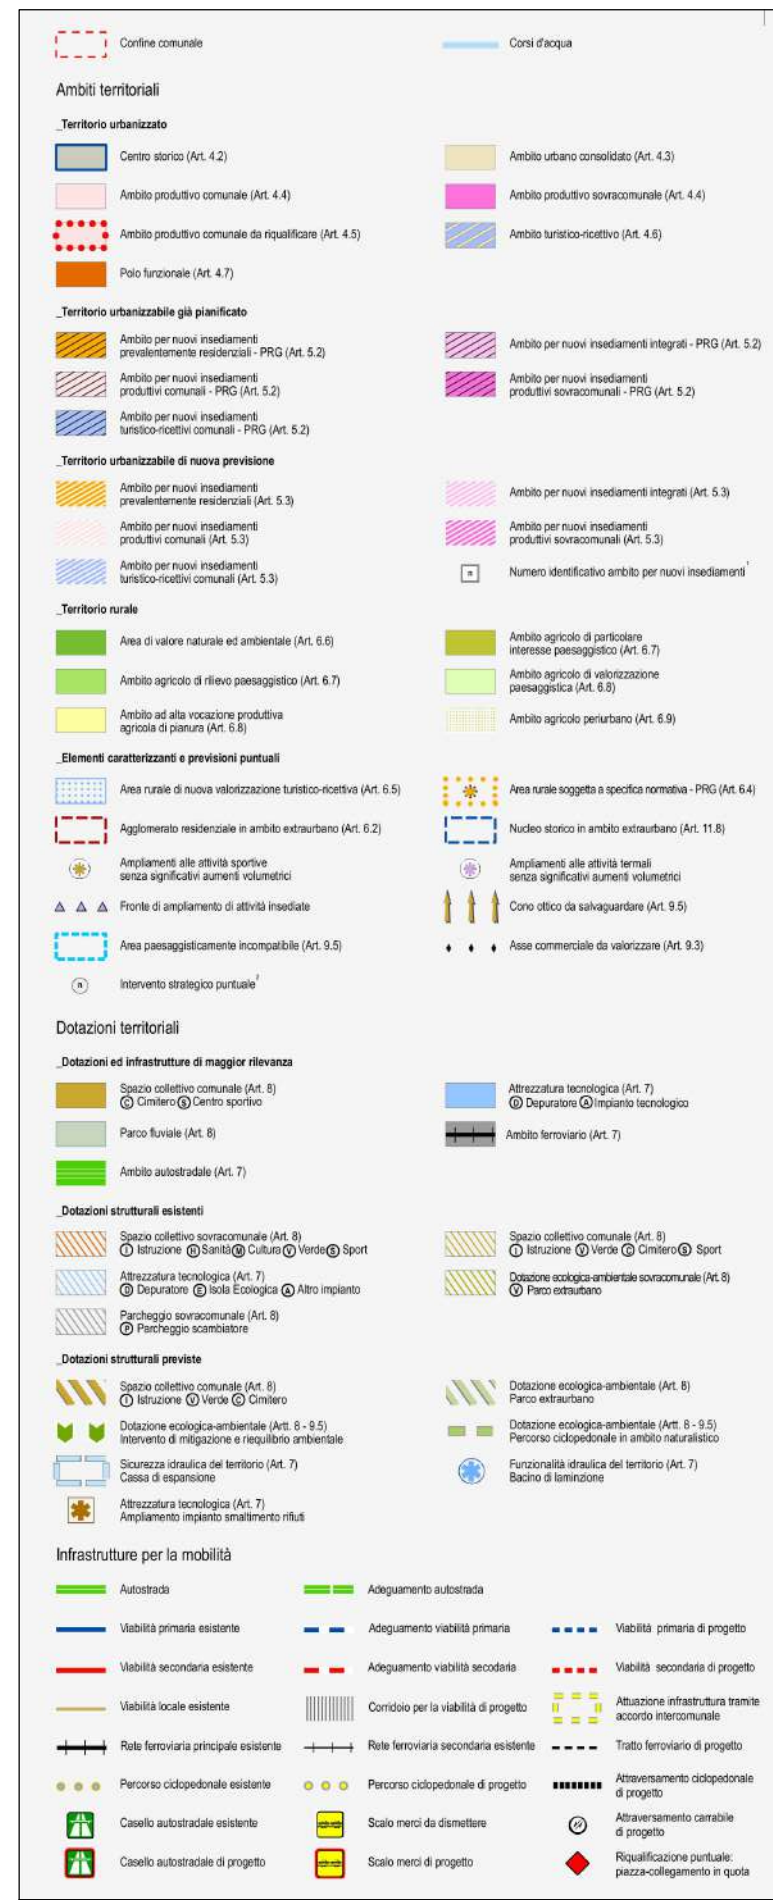 Confine comunale
Corsi d'acqua
Ambiti territoriali
_Territorio urbanizzato
Centro storico (Art. 4.2)
Ambito urbano consolidato (Art. 4.3)
Ambito produttivo comunale (Art. 4.4)
Ambito produttivo sovracomunale (Art. 4.4)
Ambito produttivo comunale da riqualificare (Art. 4.5)
Ambito turistico-ricettivo (Art. 4.6)
Polo funzionale (Art. 4.7)
_Territorio urbanizzabile già pianificato
Ambito per nuovi insediamenti
prevalentemente residenziali - PRG (Art. 5.2)
Ambito per nuovi insediamenti integrati - PRG (Art. 5.2)
Ambito per nuovi insediamenti
produttivi comunali - PRG (Art. 5.2)
Ambito per nuovi insediamenti
produttivi sovracomunali - PRG (Art. 5.2)
Ambito per nuovi insediamenti
turistico-ricettivi comunali - PRG (Art. 5.2)
_Territorio urbanizzabile di nuova previsione
Ambito per nuovi insediamenti
prevalentemente residenziali (Art. 5.3)
Ambito per nuovi insediamenti integrati (Art. 5.3)
Ambito per nuovi insediamenti
produttivi comunali (Art. 5.3)
Ambito per nuovi insediamenti
produttivi sovracomunali (Art. 5.3)
Ambito per nuovi insediamenti
turistico-ricettivi comunali (Art. 5.3)
n Numero identificativo ambito per nuovi insediamenti¹
_Territorio rurale
Area di valore naturale ed ambientale (Art. 6.6)
Ambito agricolo di particolare
interesse paesaggistico (Art. 6.7)
Ambito agricolo di rilievo paesaggistico (Art. 6.7)
Ambito agricolo di valorizzazione
paesaggistica (Art. 6.8)
Ambito ad alta vocazione produttiva
agricola di pianura (Art. 6.8)
Ambito agricolo periurbano (Art. 6.9)
_Elementi caratterizzanti e previsioni puntuali
Area rurale di nuova valorizzazione turistico-ricettiva (Art. 6.5)
Area rurale soggetta a specifica normativa - PRG (Art. 6.4)
Agglomerato residenziale in ambito extraurbano (Art. 6.2)
Nucleo storico in ambito extraurbano (Art. 11.8)
Ampliamenti alle attività sportive
senza significativi aumenti volumetrici
Ampliamenti alle attività termali
senza significativi aumenti volumetrici
Fronte di ampliamento di attività insediate
Cono ottico da salvaguardare (Art. 9.5)
Area paesaggisticamente incompatibile (Art. 9.5)
Asse commerciale da valorizzare (Art. 9.3)
n Intervento strategico puntuale²
Dotazioni territoriali
_Dotazioni ed infrastrutture di maggior rilevanza
Spazio collettivo comunale (Art. 8)
C Cimitero S Centro sportivo
Attrezzatura tecnologica (Art. 7)
D Depuratore A Impianto tecnologico
Parco fluviale (Art. 8)
Ambito ferroviario (Art. 7)
Ambito autostradale (Art. 7)
_Dotazioni strutturali esistenti
Spazio collettivo sovracomunale (Art. 8)
I Istruzione H Sanità M Cultura V Verde S Sport
Spazio collettivo comunale (Art. 8)
I Istruzione V Verde C Cimitero S Sport
Attrezzatura tecnologica (Art. 7)
D Depuratore E Isola Ecologica A Altro impianto
Dotazione ecologica-ambientale sovracomunale (Art. 8)
V Parco extraurbano
Parcheggio sovracomunale (Art. 8)
P Parcheggio scambiatore
_Dotazioni strutturali previste
Spazio collettivo comunale (Art. 8)
I Istruzione V Verde C Cimitero
Dotazione ecologica-ambientale (Art. 8)
Parco extraurbano
Dotazione ecologica-ambientale (Artt. 8 - 9.5)
Intervento di mitigazione e riequilibrio ambientale
Dotazione ecologica-ambientale (Artt. 8 - 9.5)
Percorso ciclopedonale in ambito naturalistico
Sicurezza idraulica del territorio (Art. 7)
Cassa di espansione
Funzionalità idraulica del territorio (Art. 7)
Bacino di laminzione
Attrezzatura tecnologica (Art. 7)
Ampliamento impianto smaltimento rifiuti
Infrastrutture per la mobilità
Autostrada
Adeguamento autostrada
Viabilità primaria esistente
Adeguamento viabilità primaria
Viabilità primaria di progetto
Viabilità secondaria esistente
Adeguamento viabilità secodaria
Viabilità secondaria di progetto
Viabilità locale esistente
Corridoio per la viabilità di progetto
Attuazione infrastruttura tramite
accordo intercomunale
Rete ferroviaria principale esistente
Rete ferroviaria secondaria esistente
Tratto ferroviario di progetto
Percorso ciclopedonale esistente
Percorso ciclopedonale di progetto
Attraversamento ciclopedonale
di progetto
Casello autostradale esistente
Scalo merci da dismettere
Attraversamento carrabile
di progetto
Casello autostradale di progetto
Scalo merci di progetto
Riqualificazione puntuale:
piazza-collegamento in quota